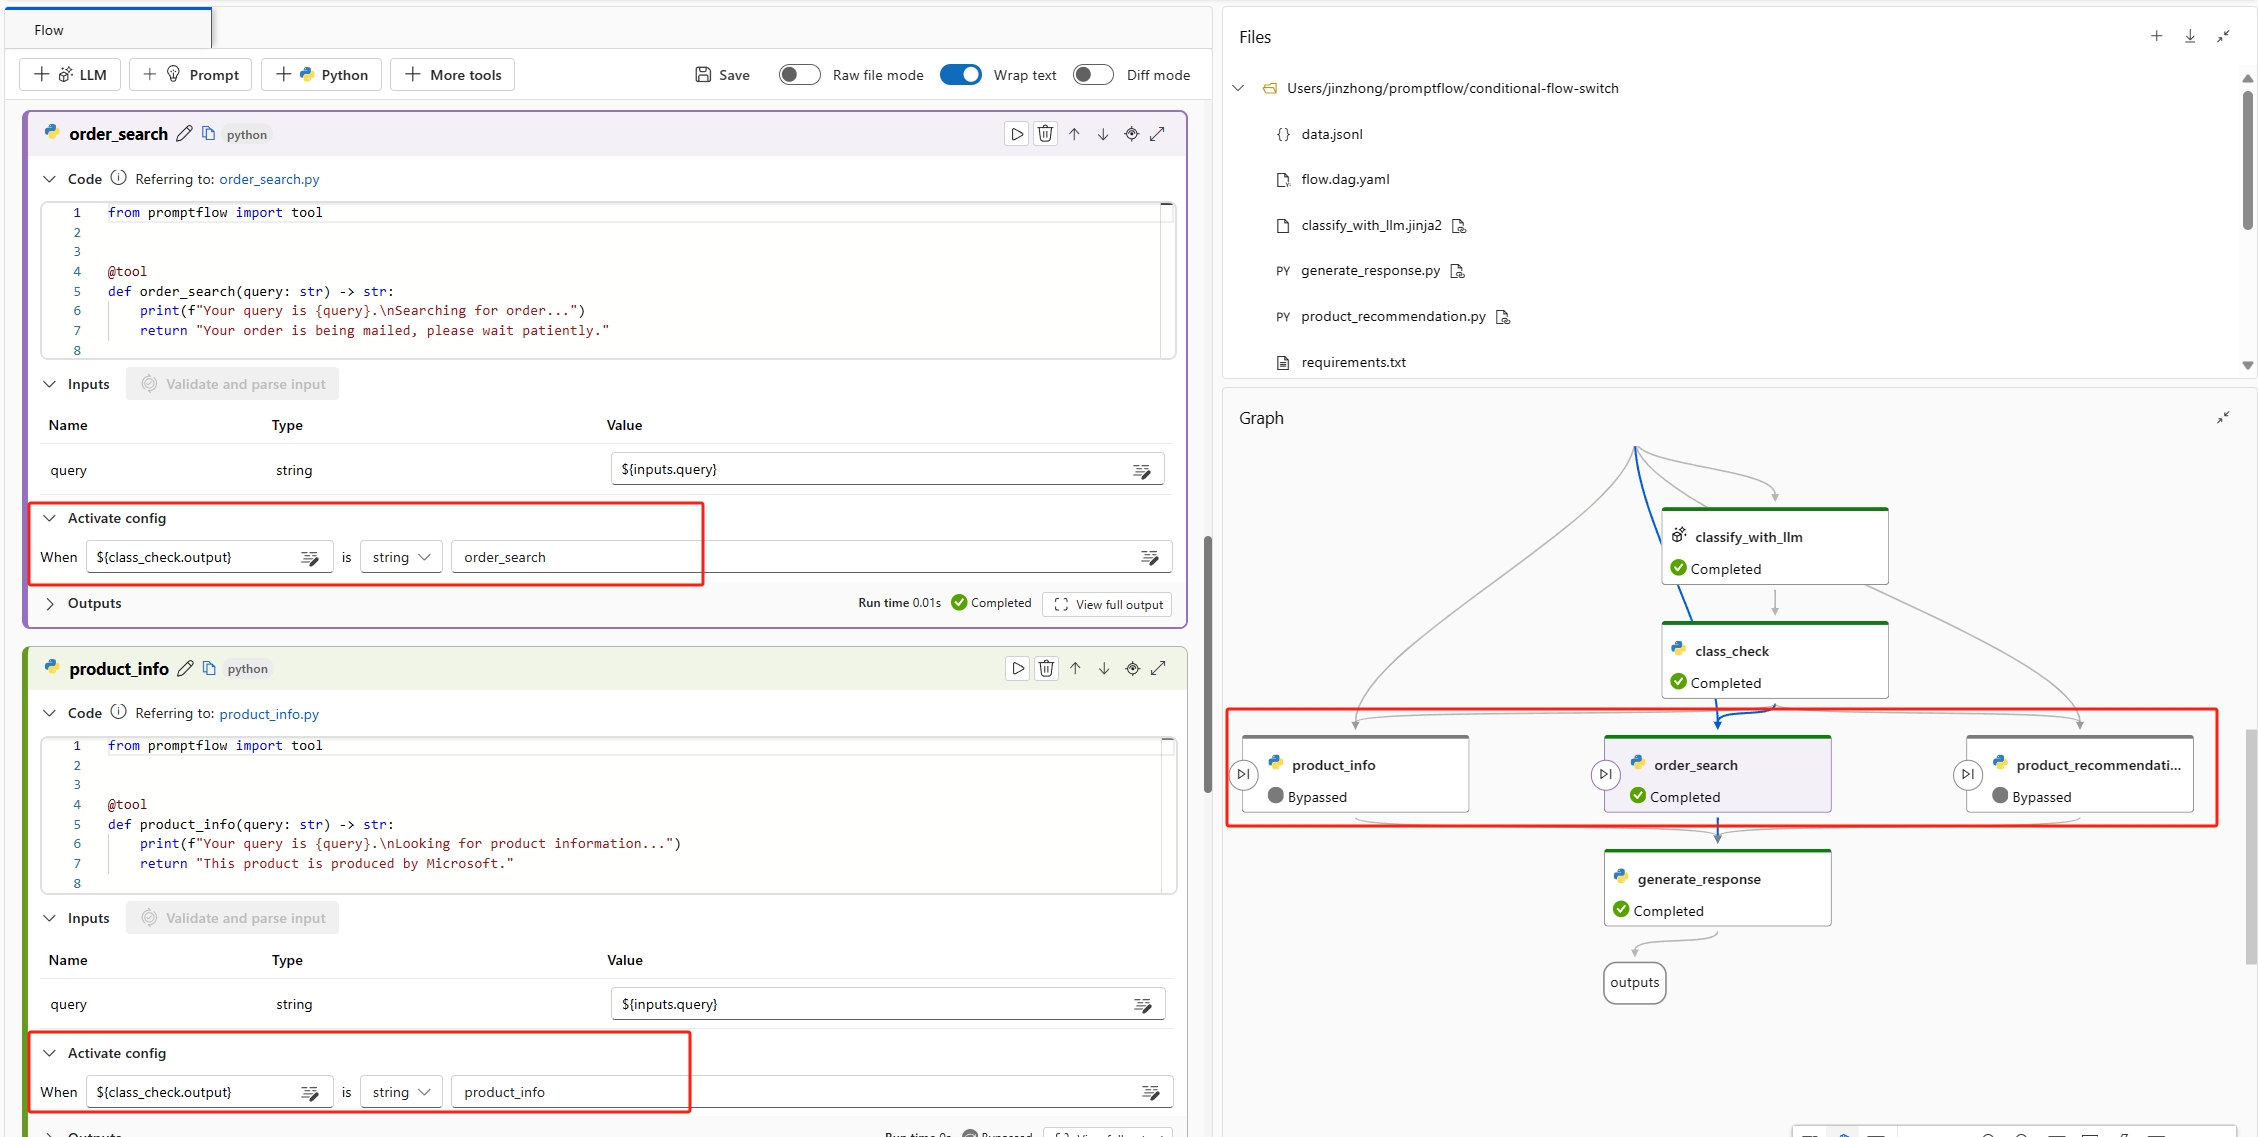 Flow
LLM
Prompt
Python
More tools
Save
Raw file mode
Wrap text
Diff mode
order_search
python
Code
Referring to: order_search.py
1 from promptflow import tool
2
3
4 @tool
5 def order_search(query: str) -> str:
6 print(f"Your query is {query}.\nSearching for order...")
7 return "Your order is being mailed, please wait patiently."
8
Inputs
Validate and parse input
Name Type Value
query string ${inputs.query}
Activate config
When ${class_check.output} is string order_search
Outputs
Run time 0.01s
Completed
View full output
product_info
python
Code
Referring to: product_info.py
1 from promptflow import tool
2
3
4 @tool
5 def product_info(query: str) -> str:
6 print(f"Your query is {query}.\nLooking for product information...")
7 return "This product is produced by Microsoft."
8
Inputs
Validate and parse input
Name Type Value
query string ${inputs.query}
Activate config
When ${class_check.output} is string product_info
Outputs
Run time 0s
Bypassed
View full output
Files
Users/jinzhong/promptflow/conditional-flow-switch
{} data.jsonl
flow.dag.yaml
classify_with_llm.jinja2
PY generate_response.py
PY product_recommendation.py
requirements.txt
Graph
classify_with_llm
Completed
class_check
Completed
product_info
Bypassed
order_search
Completed
product_recommendati...
Bypassed
generate_response
Completed
outputs